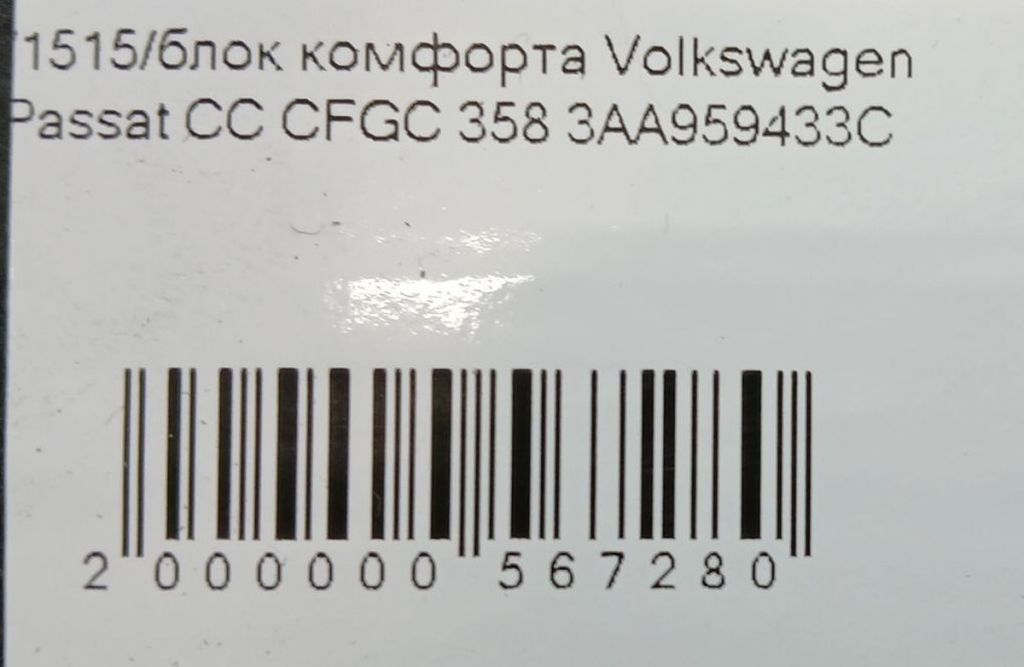 1515/блок комфорта Volkswagen
Passat CC CFGC 358 3AA959433C
2 000000 567280